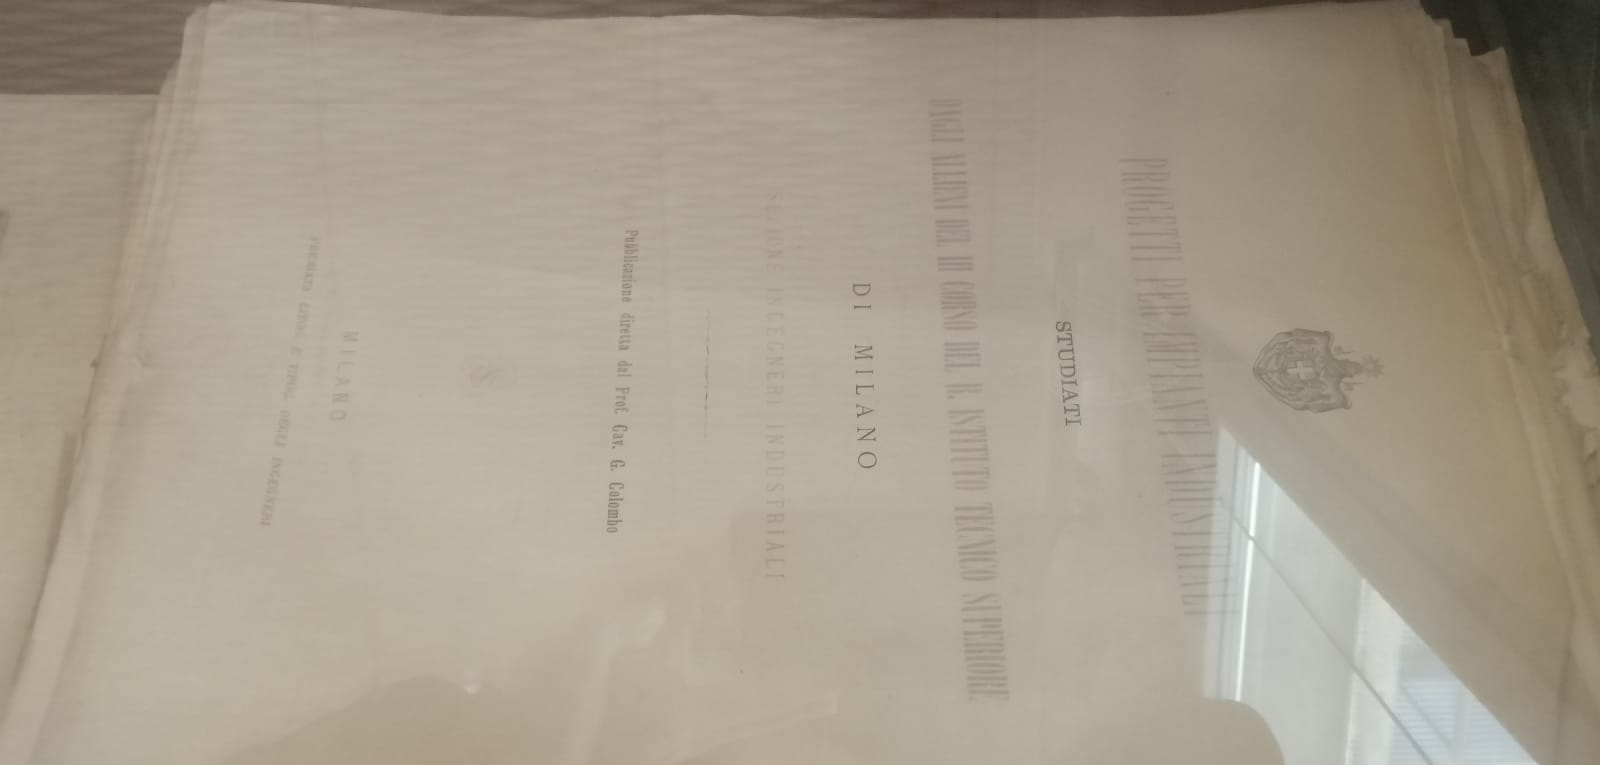 PROGETTI PER IMPIANTI INDUSTRIALI
STUDIATI
DAGLI ALLIEVI DEL III CORSO DEL R. ISTITUTO TECNICO SUPERIORE
DI MILANO
SEZIONE INGEGNERI INDUSTRIALI
Pubblicazione diretta dal Prof. Cav. G. Colombo
MILANO
LITOG. E TIPOG. DEGLI INGEGNERI